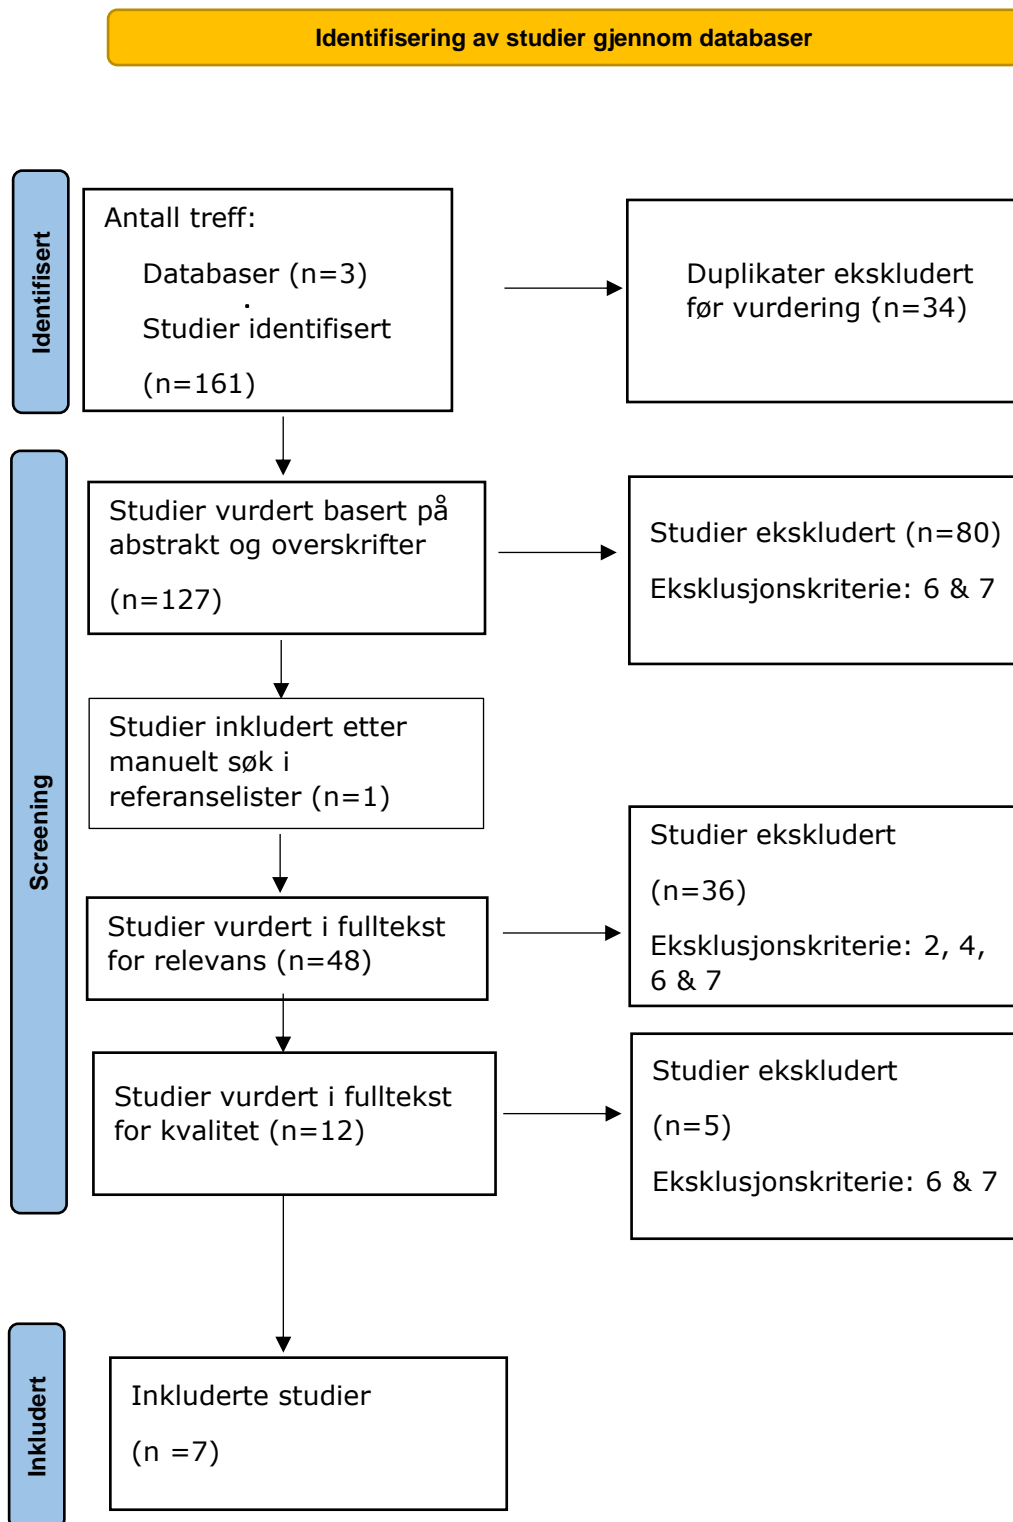 Identifisering av studier gjennom databaser
Identifisert
Antall treff:
Databaser (n=3)
Studier identifisert
(n=161)
Duplikater ekskludert
før vurdering (n=34)
Screening
Studier vurdert basert på
abstrakt og overskrifter
(n=127)
Studier ekskludert (n=80)
Eksklusjonskriterie: 6 & 7
Studier inkludert etter
manuelt søk i
referanselister (n=1)
Studier vurdert i fulltekst
for relevans (n=48)
Studier ekskludert
(n=36)
Eksklusjonskriterie: 2, 4,
6 & 7
Studier vurdert i fulltekst
for kvalitet (n=12)
Studier ekskludert
(n=5)
Eksklusjonskriterie: 6 & 7
Inkludert
Inkluderte studier
(n =7)